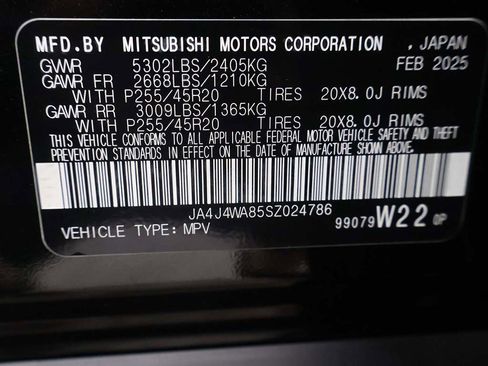 MFD.BY MITSUBISHI MOTORS CORPORATION , JAPAN
GWR 5302LBS/2405KG FEB 2025
GAWR FR 2668LBS/1210KG
WITH P255/45R20 TIRES 20X8.0J RIMS
GAWR RR 3009LBS/1365KG
WITH P255/45R20 TIRES 20X8.0J RIMS
THIS VEHICLE CONFORMS TO ALL APPLICABLE FEDERAL MOTOR VEHICLE SAFETY AND THEFT
PREVENTION STANDARDS IN EFFECT ON THE DATE OF MANUFACTURE SHOWN ABOVE.
JA4J4WA85SZ024786
99079 W22 OP
VEHICLE TYPE: MPV